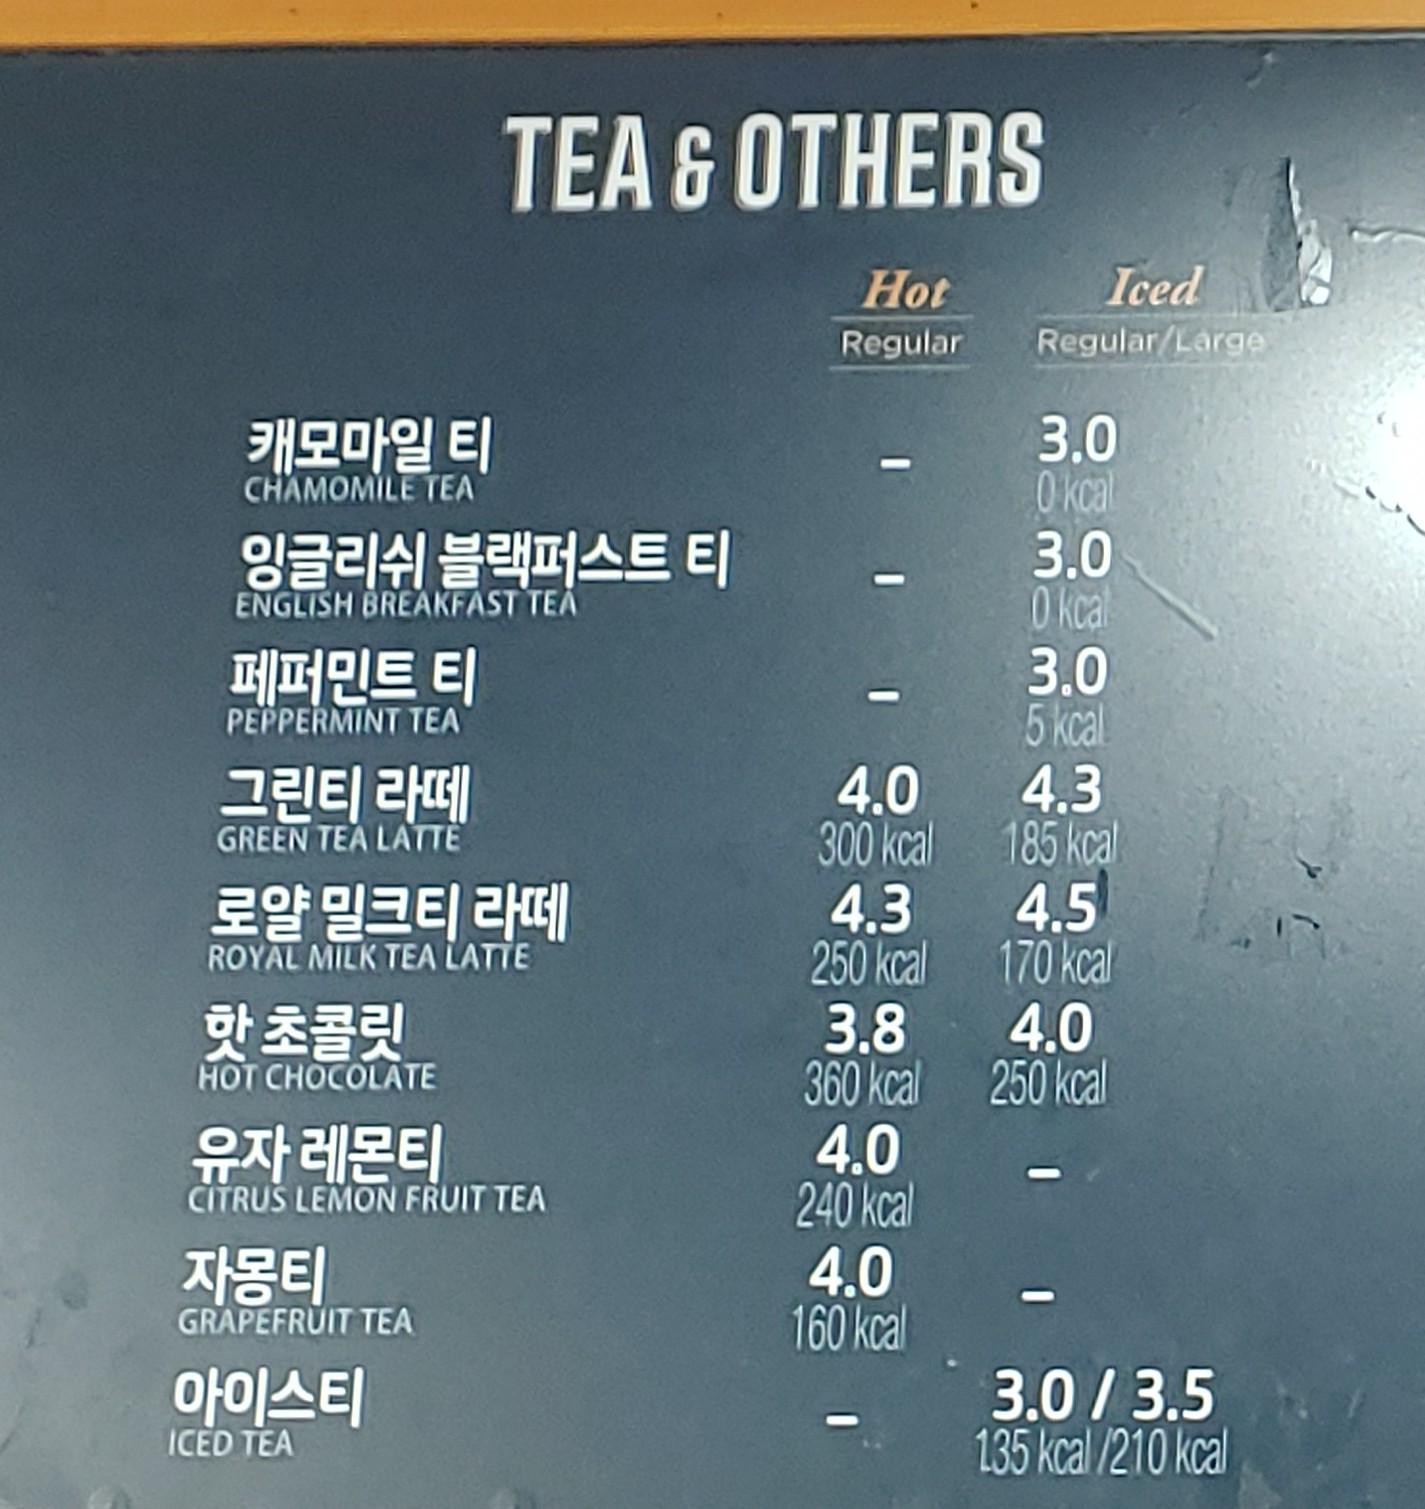 TEA & OTHERS
Hot Iced
Regular Regular/Large
캐모마일 티 – 3.0
CHAMOMILE TEA 0 kcal
잉글리쉬 블랙퍼스트 티 – 3.0
ENGLISH BREAKFAST TEA 0 kcal
페퍼민트 티 – 3.0
PEPPERMINT TEA 5 kcal
그린티 라떼 4.0 4.3
GREEN TEA LATTE 300 kcal 185 kcal
로얄 밀크티 라떼 4.3 4.5
ROYAL MILK TEA LATTE 250 kcal 170 kcal
핫 초콜릿 3.8 4.0
HOT CHOCOLATE 360 kcal 250 kcal
유자 레몬티 4.0 –
CITRUS LEMON FRUIT TEA 240 kcal
자몽티 4.0 –
GRAPEFRUIT TEA 160 kcal
아이스티 – 3.0 / 3.5
ICED TEA 135 kcal /210 kcal